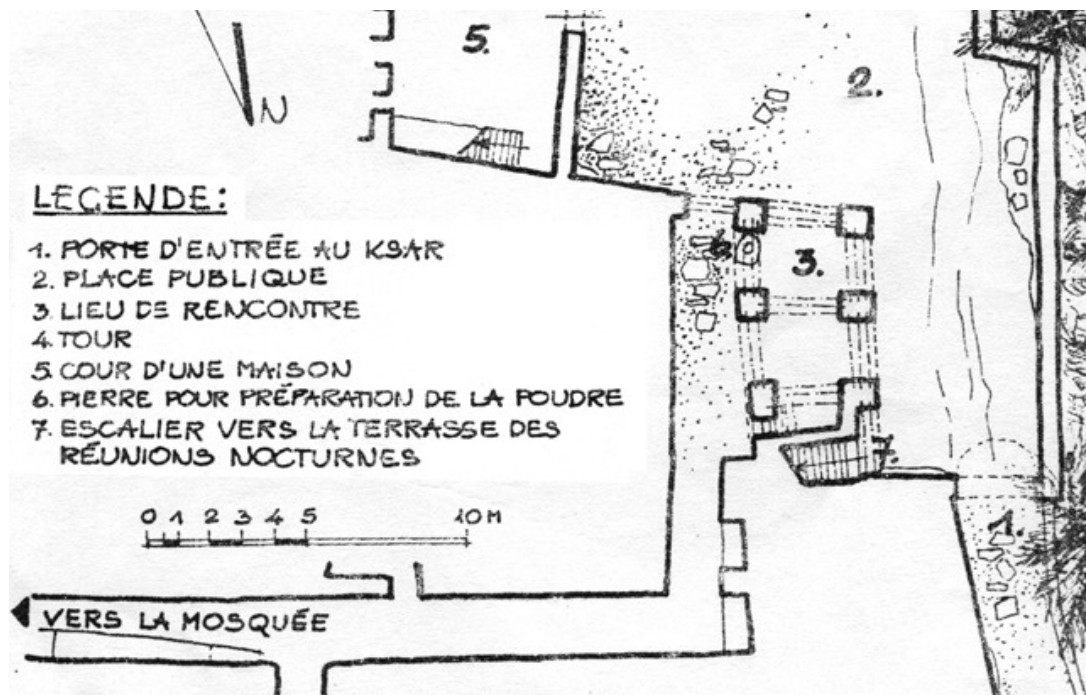 5.
2.
N
LEGENDE:
1. PORTE D'ENTRÉE AU KSAR
2. PLACE PUBLIQUE
3. LIEU DE RENCONTRE
4. TOUR
5. COUR D'UNE MAISON
6. PIERRE POUR PRÉPARATION DE LA POUDRE
7. ESCALIER VERS LA TERRASSE DES
RÉUNIONS NOCTURNES
6.
3.
7.
0 1 2 3 4 5 10 M
1.
VERS LA MOSQUÉE